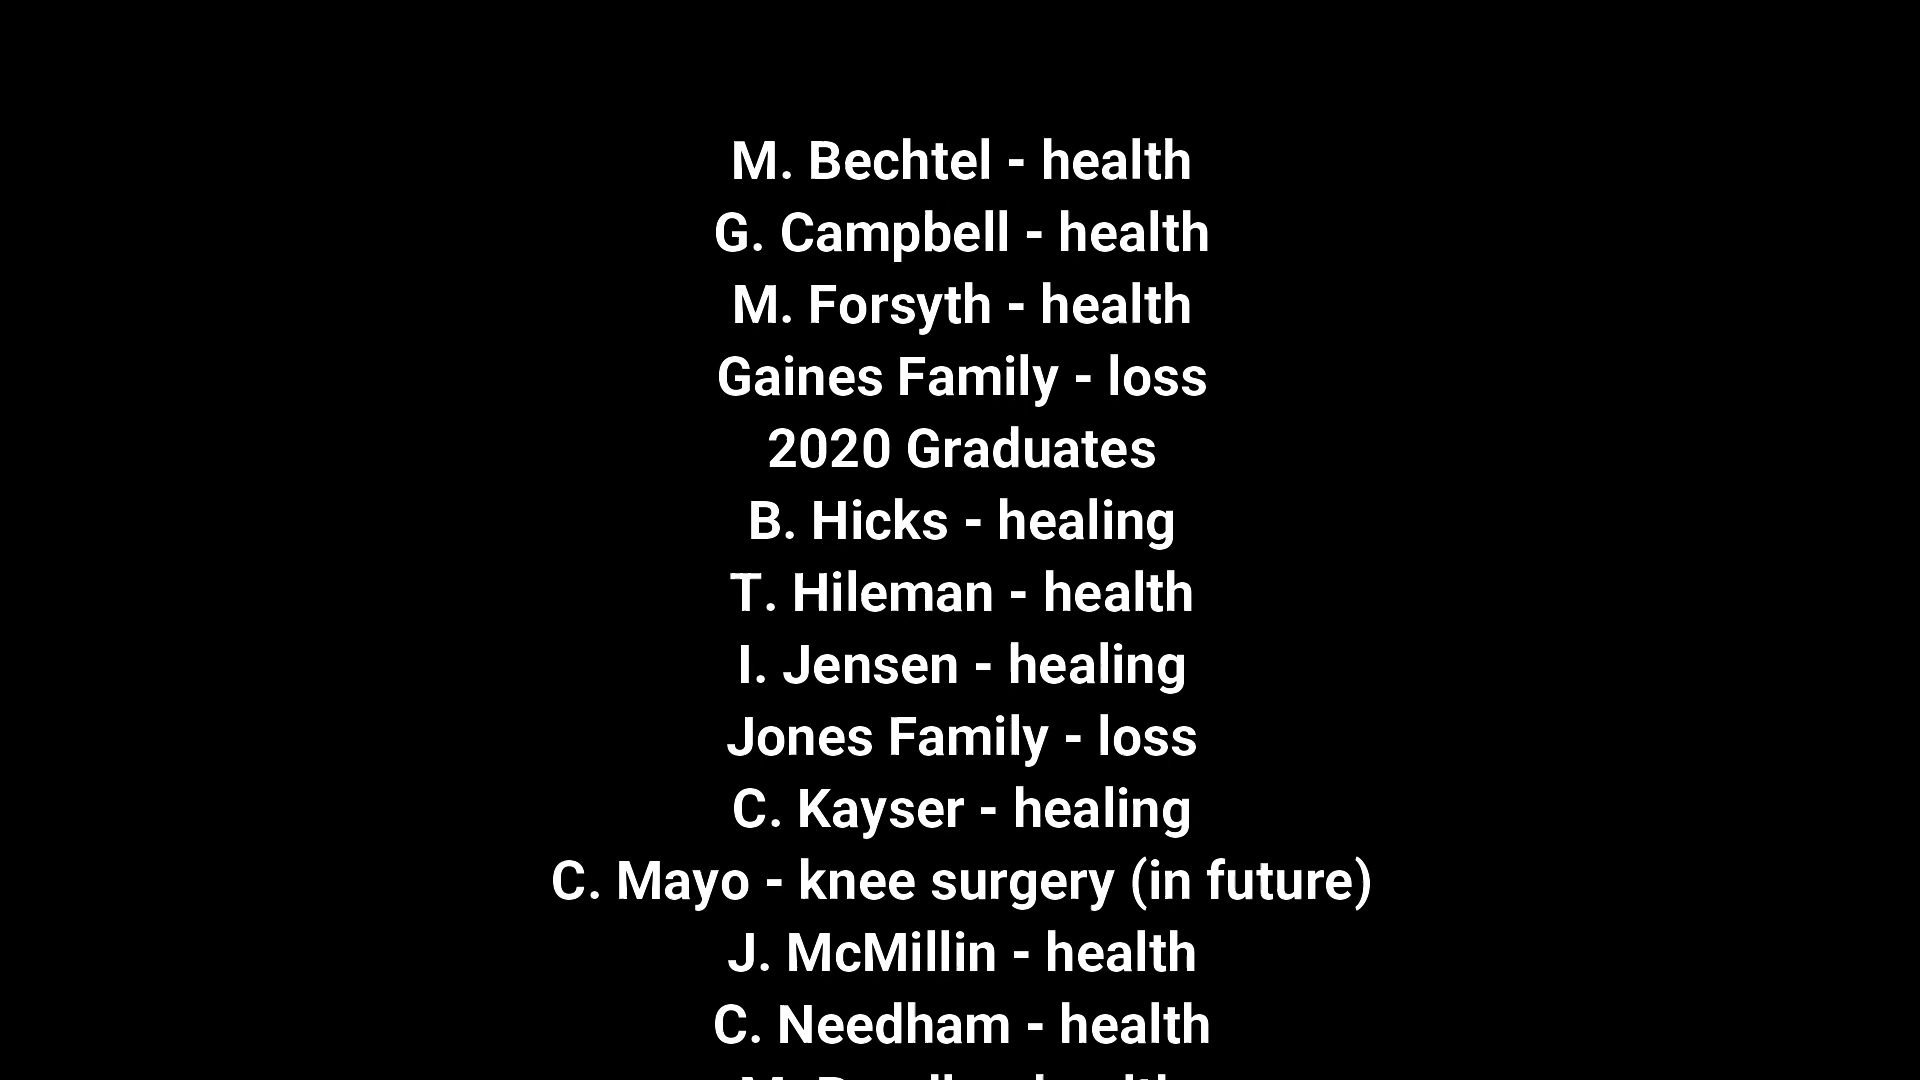 M. Bechtel - health
G. Campbell - health
M. Forsyth - health
Gaines Family - loss
2020 Graduates
B. Hicks - healing
T. Hileman - health
I. Jensen - healing
Jones Family - loss
C. Kayser - healing
C. Mayo - knee surgery (in future)
J. McMillin - health
C. Needham - health